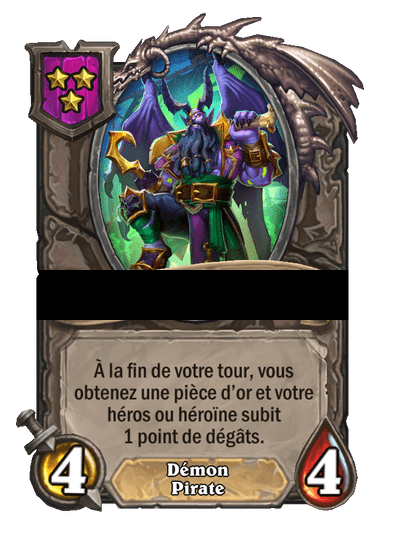 À la fin de votre tour, vous
obtenez une pièce d'or et votre
héros ou héroïne subit
1 point de dégâts.
4
Démon
Pirate
4